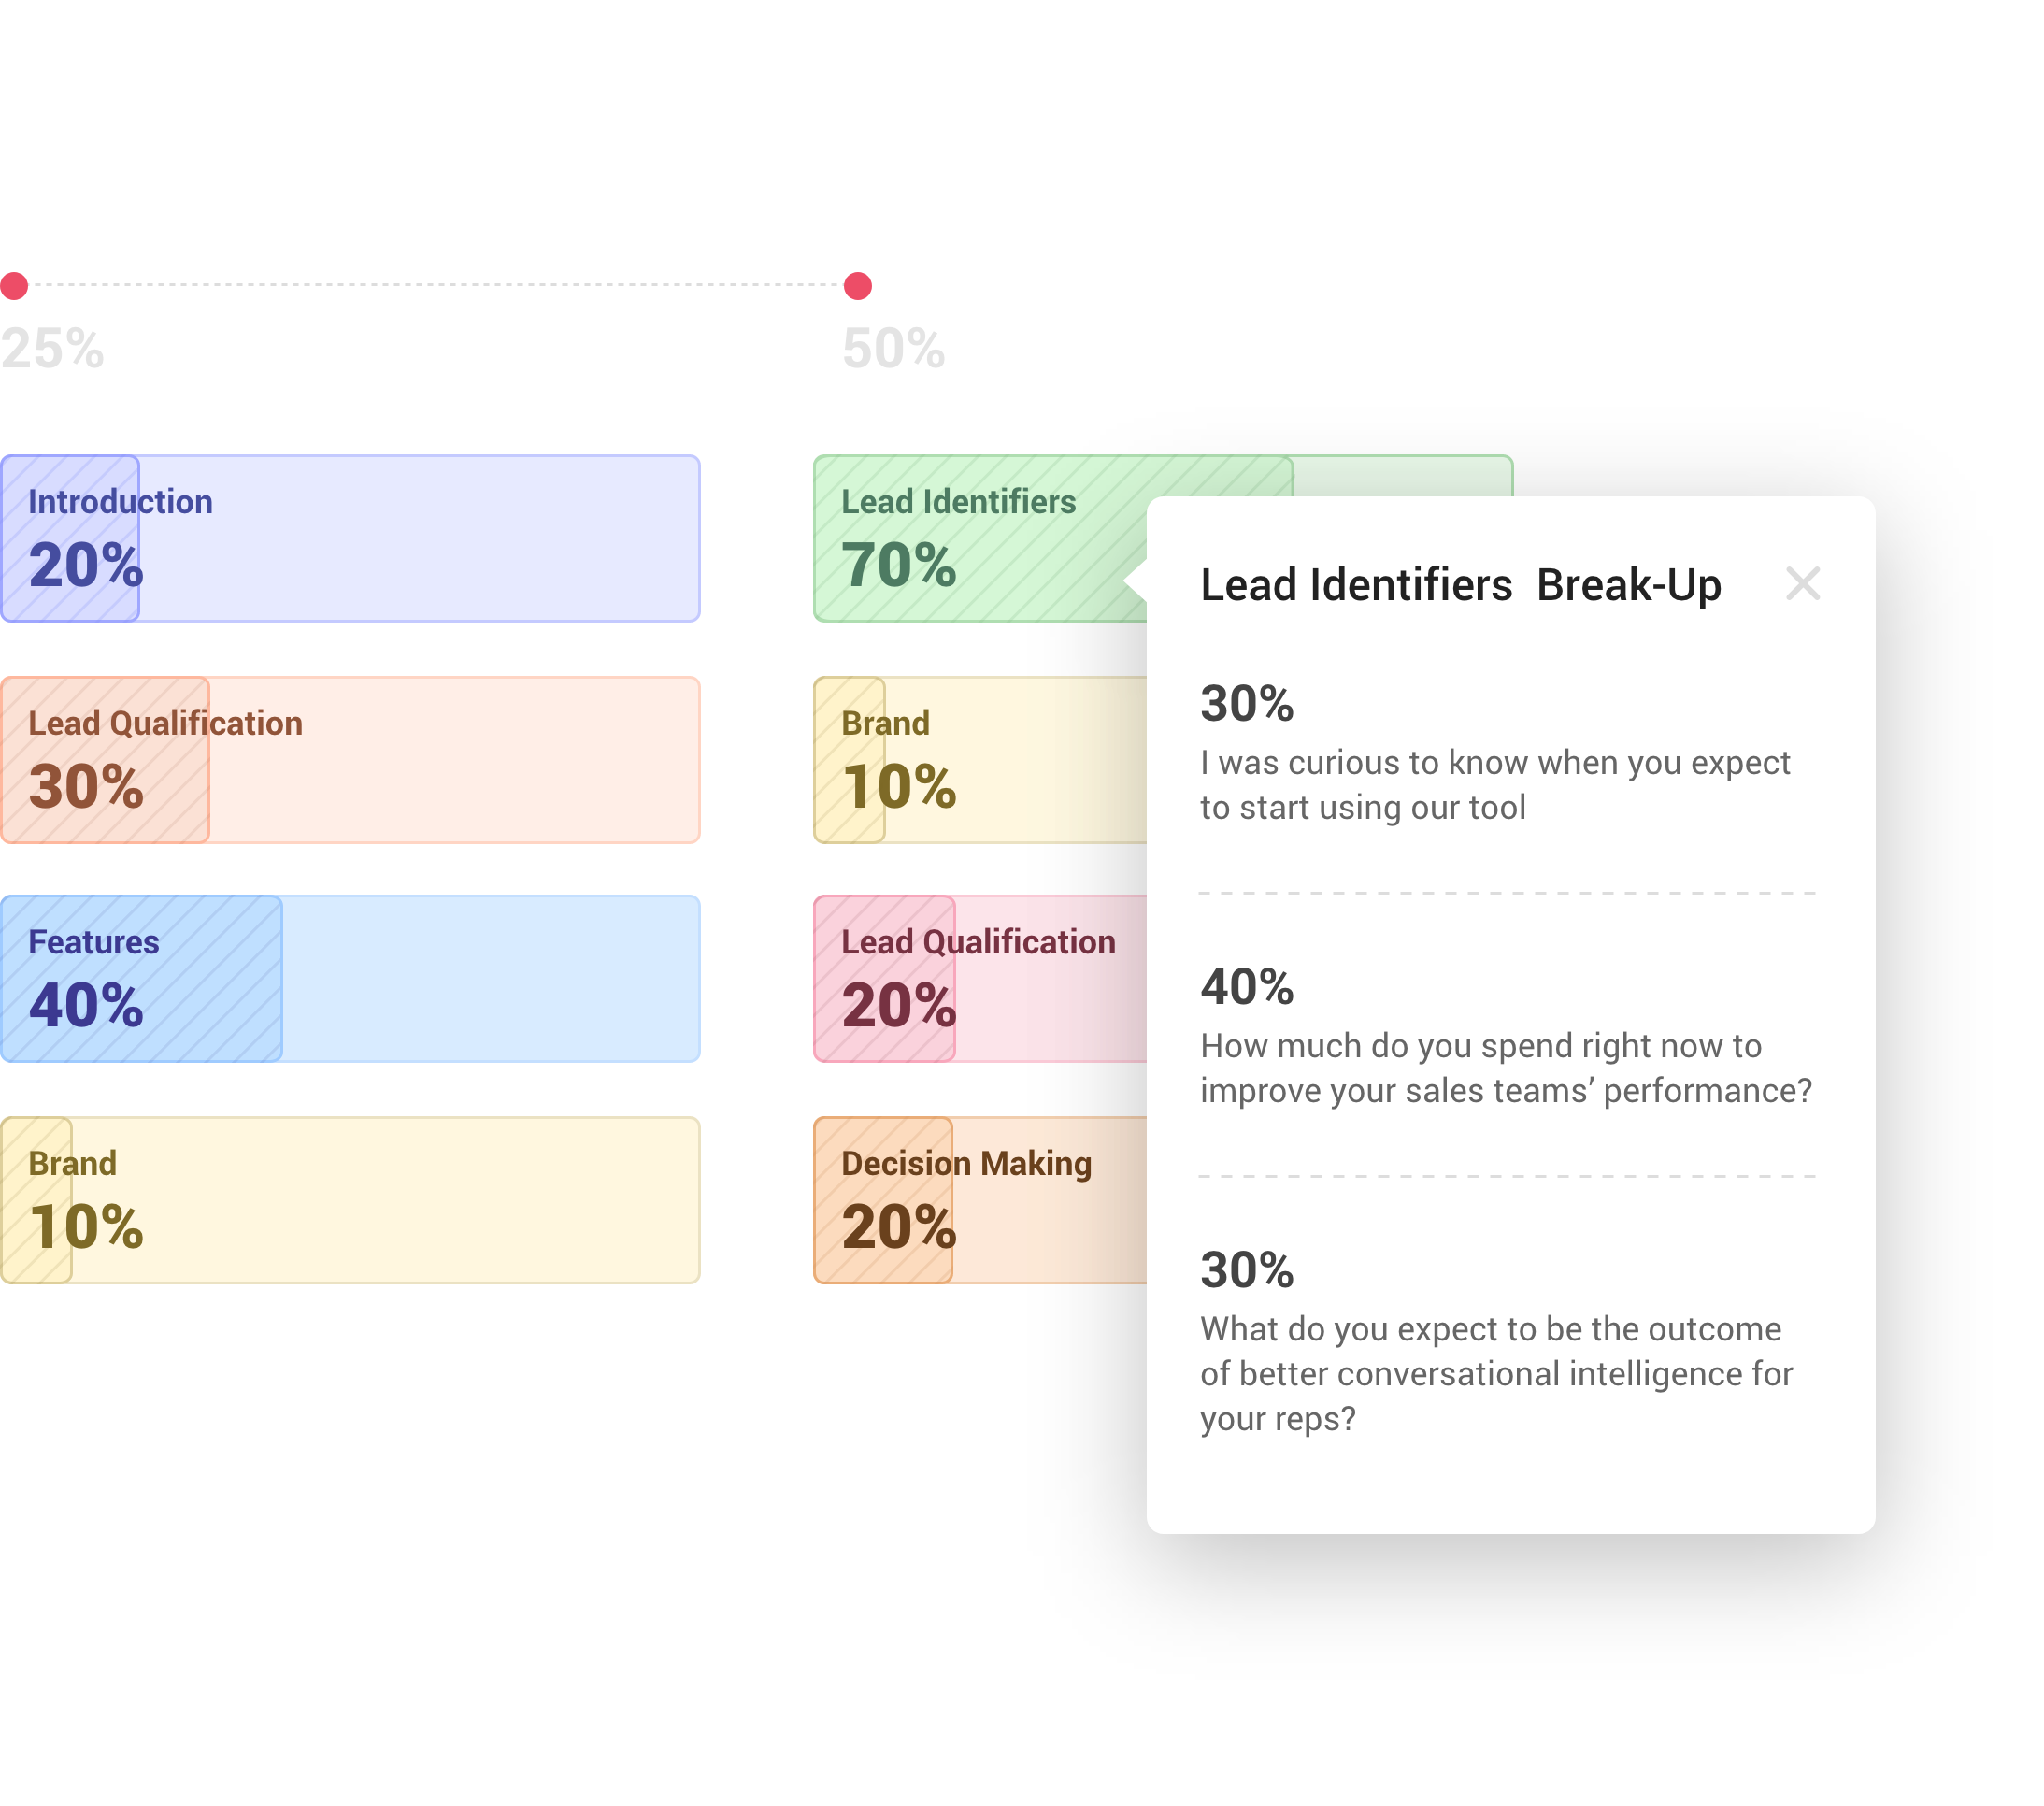 25%
50%
Introduction
20%
Lead Qualification
30%
Features
40%
Brand
10%
Lead Identifiers
70%
Brand
10%
Lead Qualification
20%
Decision Making
20%
Lead Identifiers  Break-Up
30%
I was curious to know when you expect
to start using our tool
40%
How much do you spend right now to
improve your sales teams’ performance?
30%
What do you expect to be the outcome
of better conversational intelligence for
your reps?